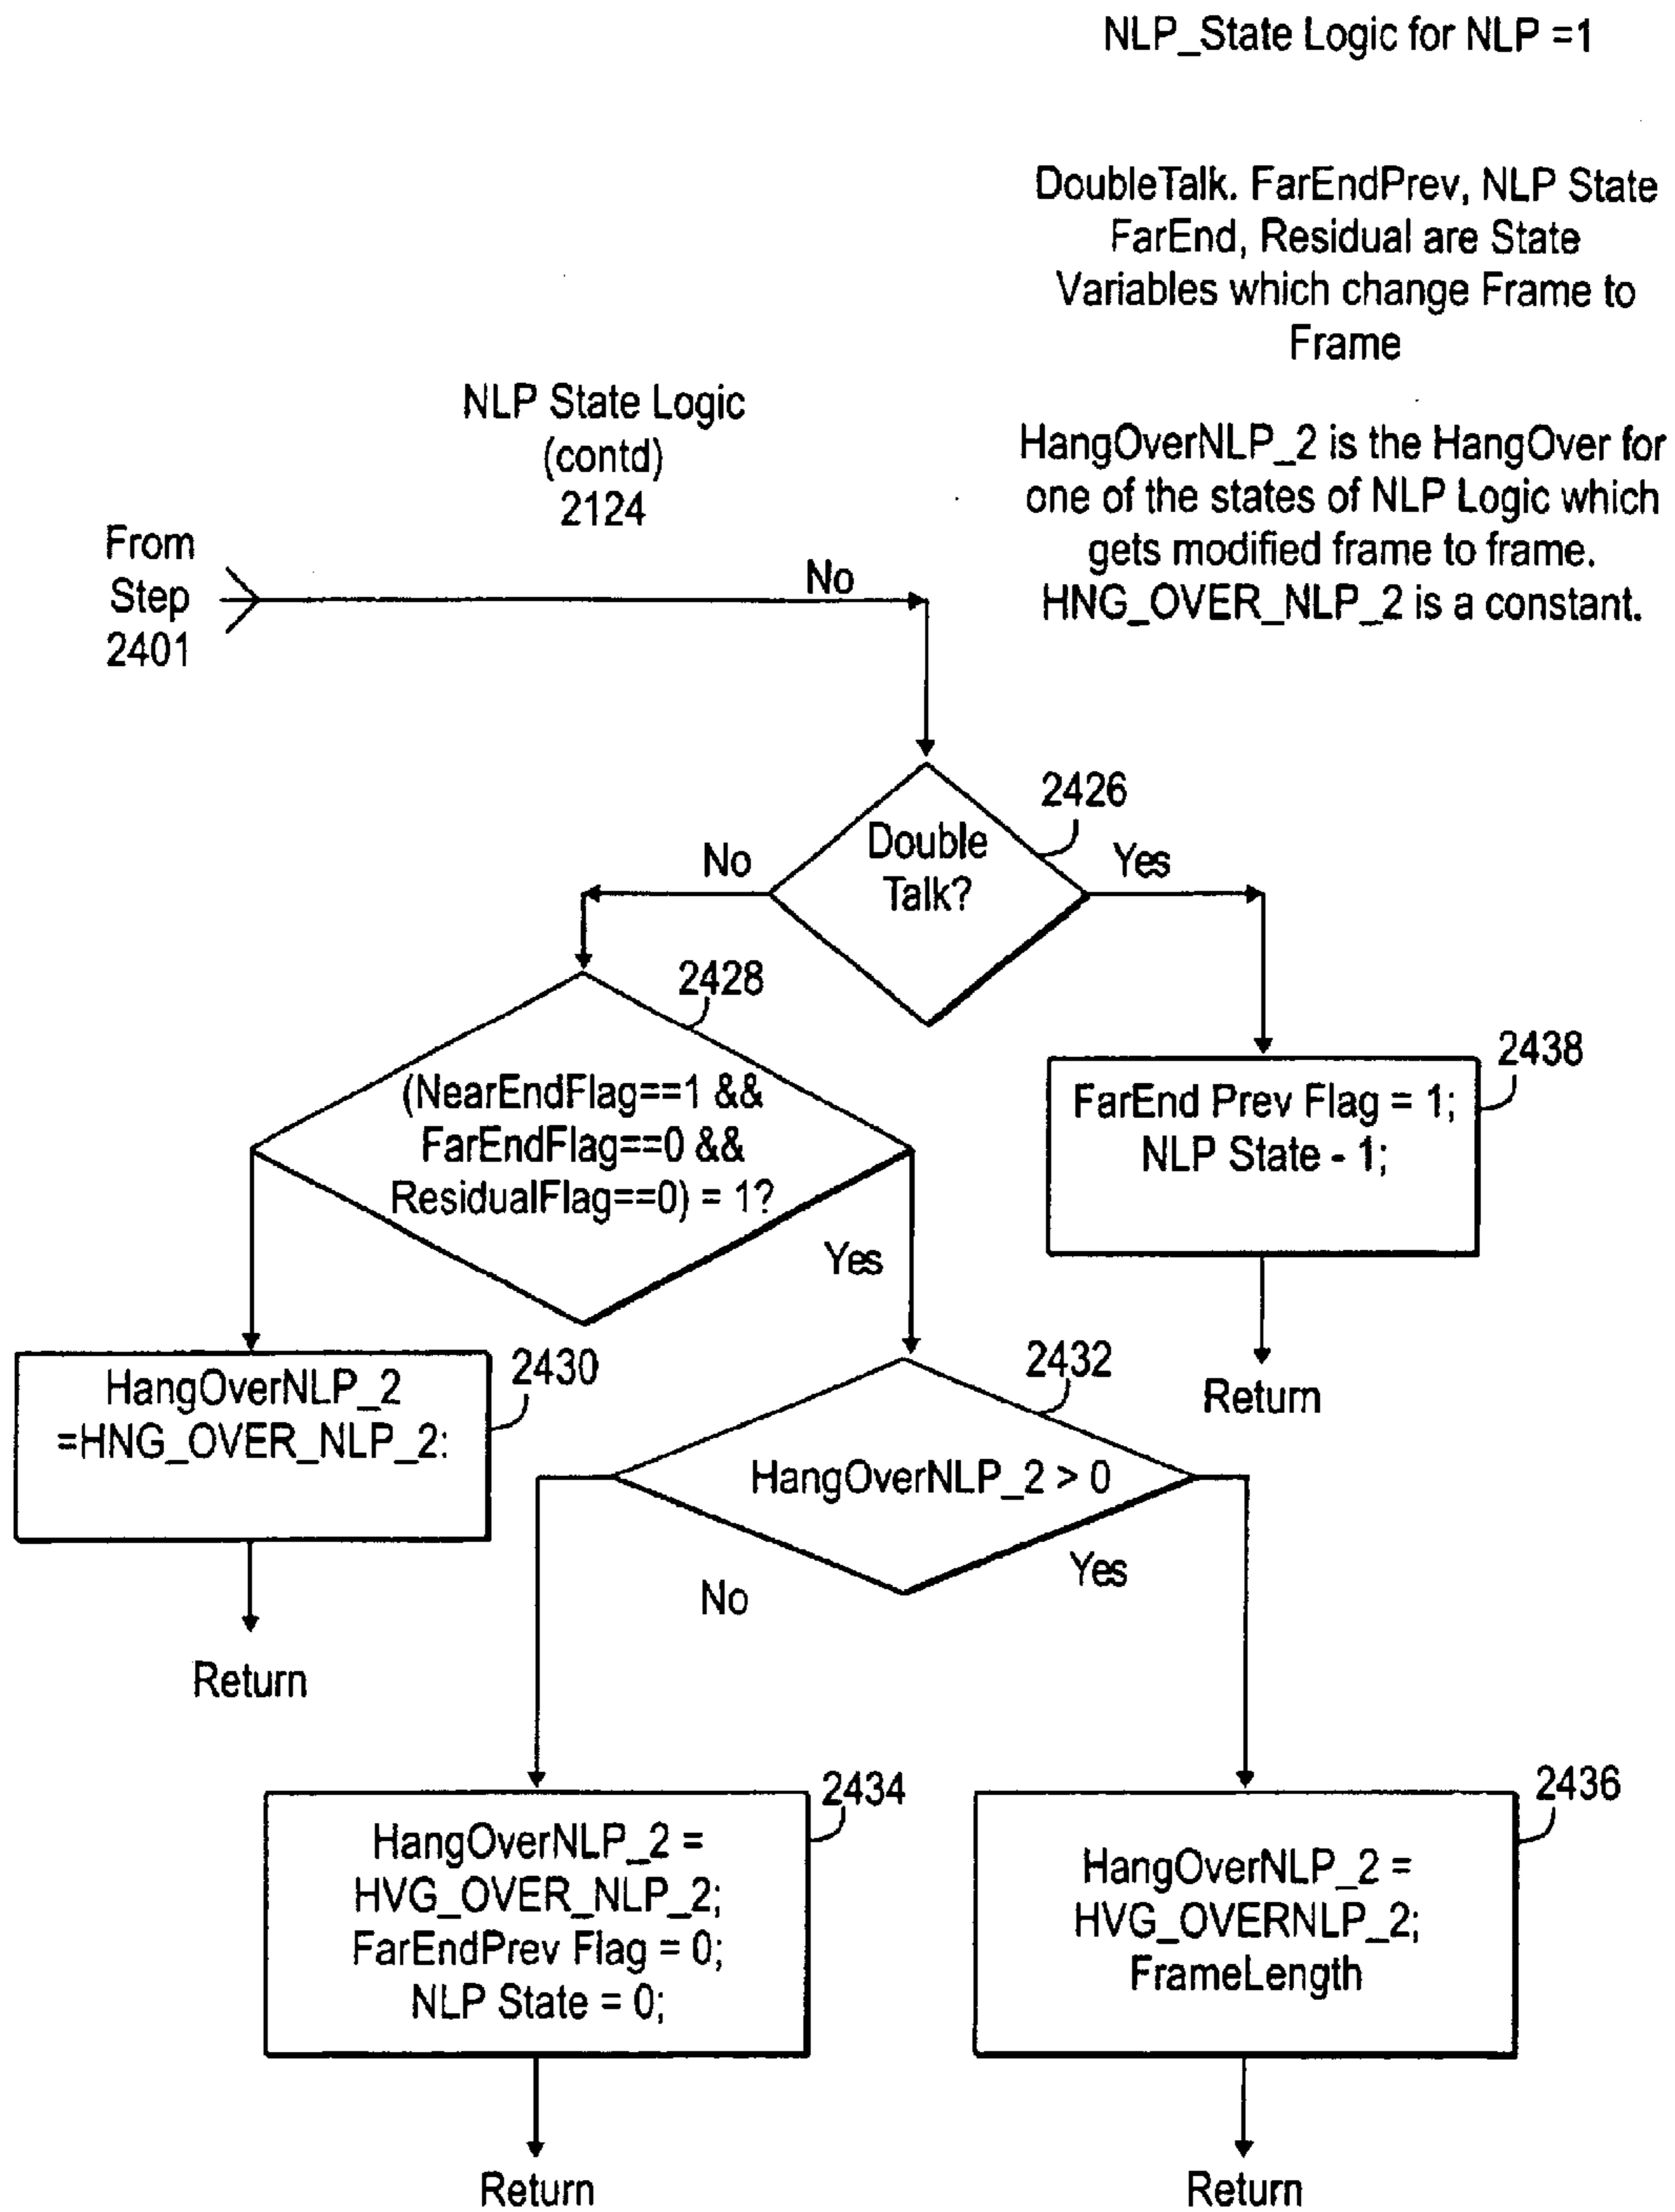 NLP_State Logic for NLP =1
DoubleTalk. FarEndPrev, NLP State
FarEnd, Residual are State
Variables which change Frame to
Frame
NLP State Logic
(contd)
2124
HangOverNLP_2 is the HangOver for
one of the states of NLP Logic which
gets modified frame to frame.
HNG_OVER_NLP_2 is a constant.
From
Step
2401
No
2426
Double
Talk?
No
Yes
2428
(NearEndFlag==1 &&
FarEndFlag==0 &&
ResidualFlag==0) = 1?
Yes
2438
FarEnd Prev Flag = 1;
NLP State - 1;
Return
2430
HangOverNLP_2
=HNG_OVER_NLP_2:
Return
2432
HangOverNLP_2 > 0
No
Yes
2434
HangOverNLP_2 =
HVG_OVER_NLP_2;
FarEndPrev Flag = 0;
NLP State = 0;
Return
2436
HangOverNLP_2 =
HVG_OVERNLP_2;
FrameLength
Return